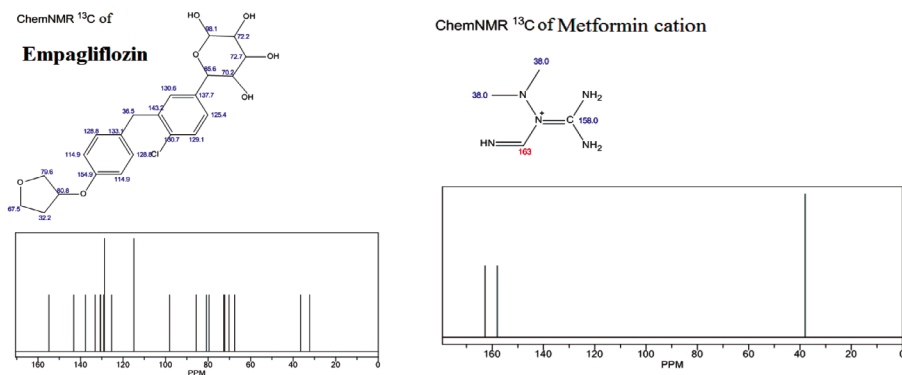 ChemNMR ¹³C of
Empagliflozin
HO
OH
98.1
72.2
O
72.7
OH
85.6
70.2
OH
130.6
137.7
36.5
143.2
125.4
128.8
133.1
130.7
129.1
Cl
114.9
128.8
154.9
114.9
79.6
O
80.8
O
67.5
32.2
160
140
120
100
80
60
40
20
0
PPM
ChemNMR ¹³C of Metformin cation
38.0
38.0
N
NH₂
N
+
C
158.0
HN
163
NH₂
160
140
120
100
80
60
40
20
0
PPM